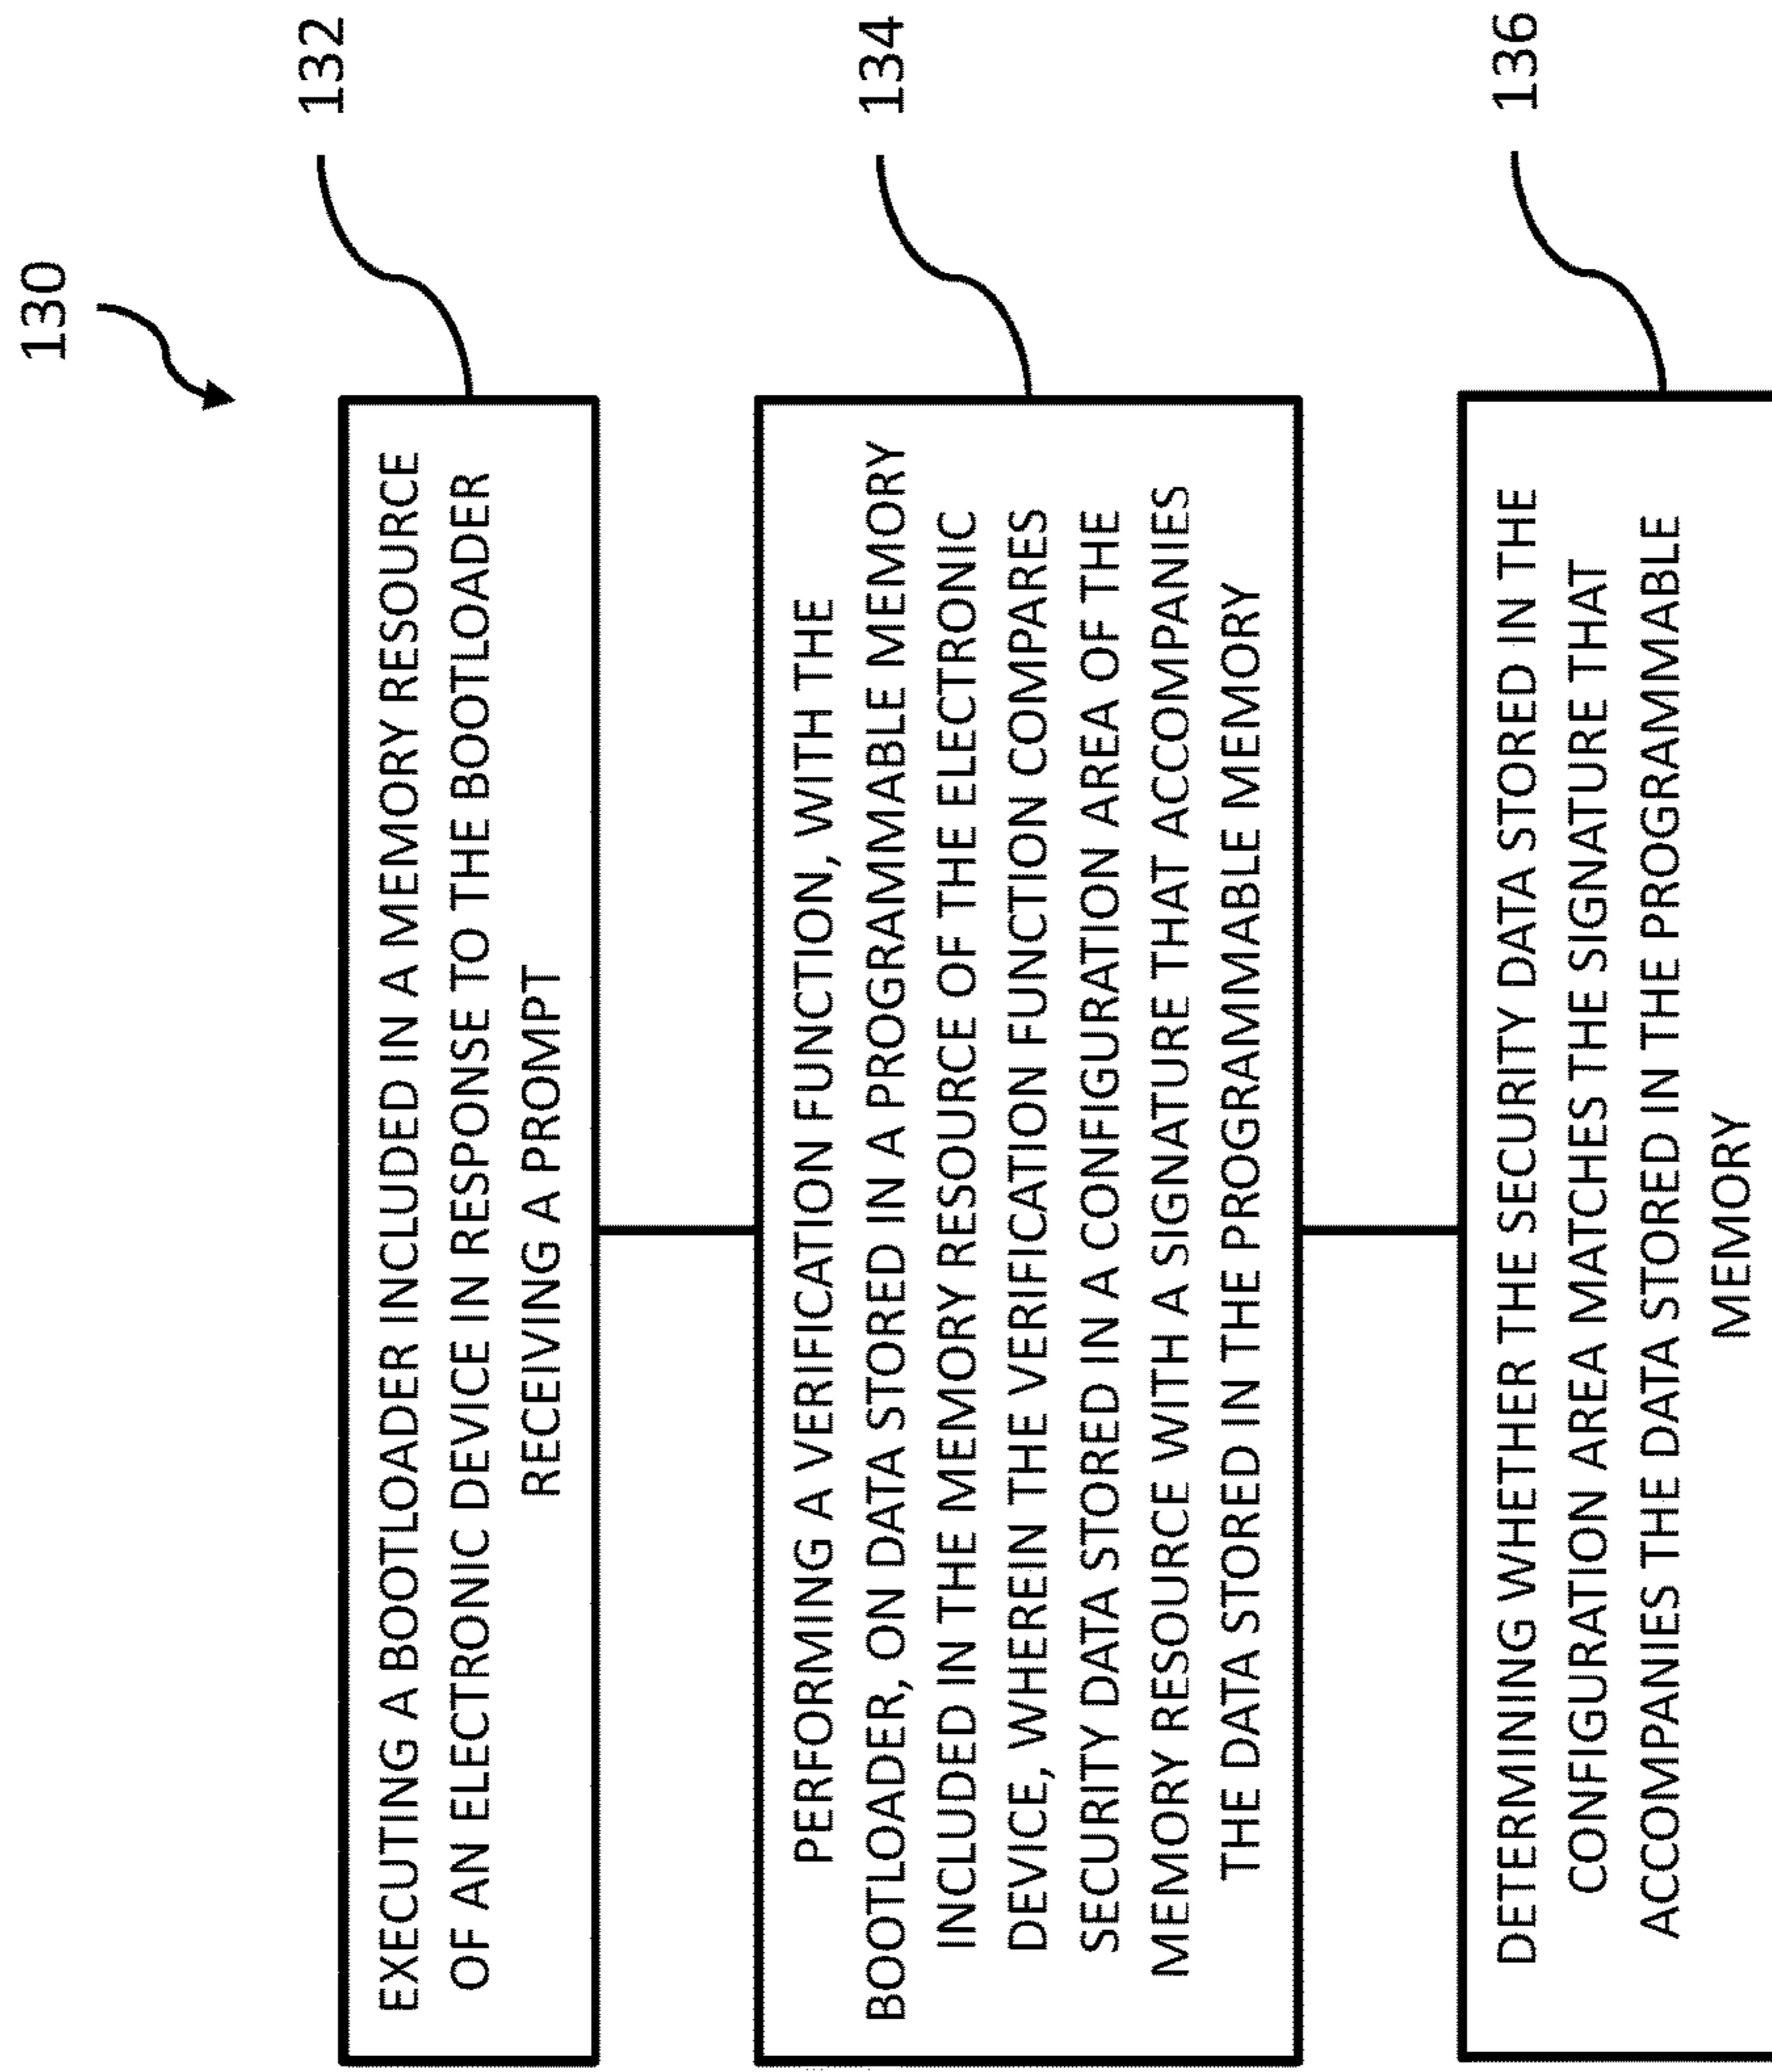 130
132
EXECUTING A BOOTLOADER INCLUDED IN A MEMORY RESOURCE
OF AN ELECTRONIC DEVICE IN RESPONSE TO THE BOOTLOADER
RECEIVING A PROMPT
134
PERFORMING A VERIFICATION FUNCTION, WITH THE
BOOTLOADER, ON DATA STORED IN A PROGRAMMABLE MEMORY
INCLUDED IN THE MEMORY RESOURCE OF THE ELECTRONIC
DEVICE, WHEREIN THE VERIFICATION FUNCTION COMPARES
SECURITY DATA STORED IN A CONFIGURATION AREA OF THE
MEMORY RESOURCE WITH A SIGNATURE THAT ACCOMPANIES
THE DATA STORED IN THE PROGRAMMABLE MEMORY
136
DETERMINING WHETHER THE SECURITY DATA STORED IN THE
CONFIGURATION AREA MATCHES THE SIGNATURE THAT
ACCOMPANIES THE DATA STORED IN THE PROGRAMMABLE
MEMORY